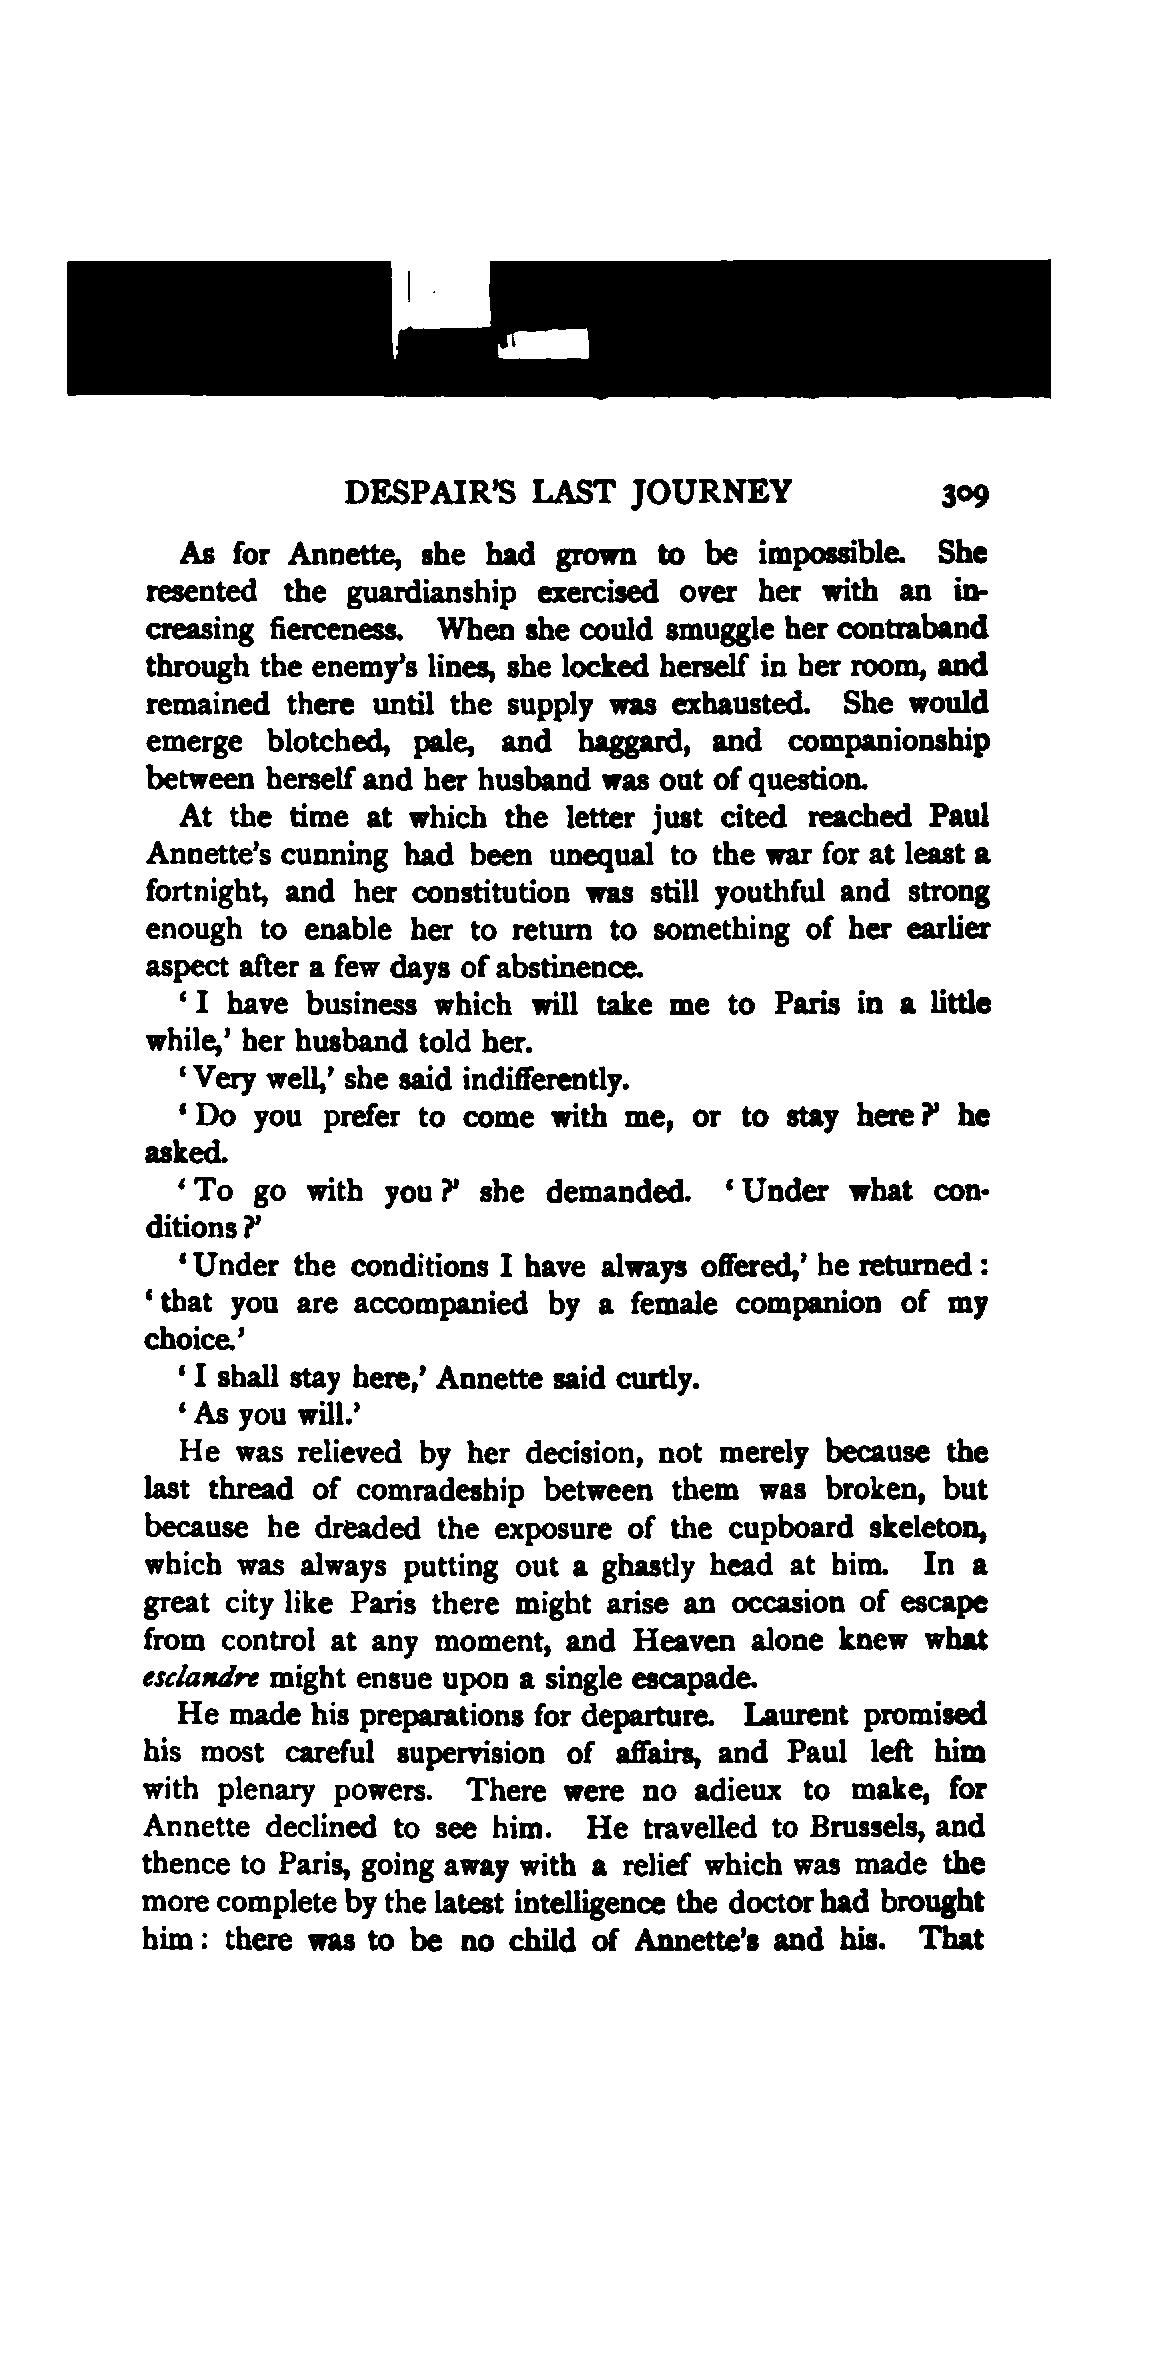 DESPAIR'S LAST JOURNEY 309
As for Annette, she had grown to be impossible. She
resented the guardianship exercised over her with an in-
creasing fierceness. When she could smuggle her contraband
through the enemy's lines, she locked herself in her room, and
remained there until the supply was exhausted. She would
emerge blotched, pale, and haggard, and companionship
between herself and her husband was out of question.
At the time at which the letter just cited reached Paul
Annette's cunning had been unequal to the war for at least a
fortnight, and her constitution was still youthful and strong
enough to enable her to return to something of her earlier
aspect after a few days of abstinence.
‘I have business which will take me to Paris in a little
while,’ her husband told her.
‘Very well,’ she said indifferently.
‘Do you prefer to come with me, or to stay here?’ he
asked.
‘To go with you?’ she demanded. ‘Under what con-
ditions?’
‘Under the conditions I have always offered,’ he returned:
‘that you are accompanied by a female companion of my
choice.’
‘I shall stay here,’ Annette said curtly.
‘As you will.’
He was relieved by her decision, not merely because the
last thread of comradeship between them was broken, but
because he dreaded the exposure of the cupboard skeleton,
which was always putting out a ghastly head at him. In a
great city like Paris there might arise an occasion of escape
from control at any moment, and Heaven alone knew what
esclandre might ensue upon a single escapade.
He made his preparations for departure. Laurent promised
his most careful supervision of affairs, and Paul left him
with plenary powers. There were no adieux to make, for
Annette declined to see him. He travelled to Brussels, and
thence to Paris, going away with a relief which was made the
more complete by the latest intelligence the doctor had brought
him: there was to be no child of Annette's and his. That